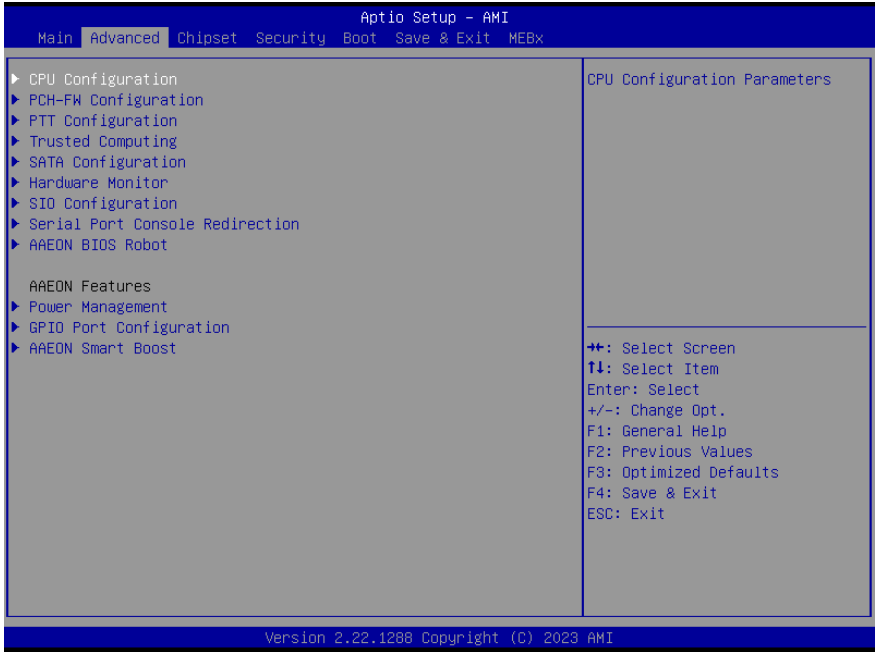 Aptio Setup – AMI
Main Advanced Chipset Security Boot Save & Exit MEBx
▶ CPU Configuration
▶ PCH-FW Configuration
▶ PTT Configuration
▶ Trusted Computing
▶ SATA Configuration
▶ Hardware Monitor
▶ SIO Configuration
▶ Serial Port Console Redirection
▶ AAEON BIOS Robot
AAEON Features
▶ Power Management
▶ GPIO Port Configuration
▶ AAEON Smart Boost
CPU Configuration Parameters
→←: Select Screen
↑↓: Select Item
Enter: Select
+/-: Change Opt.
F1: General Help
F2: Previous Values
F3: Optimized Defaults
F4: Save & Exit
ESC: Exit
Version 2.22.1288 Copyright (C) 2023 AMI